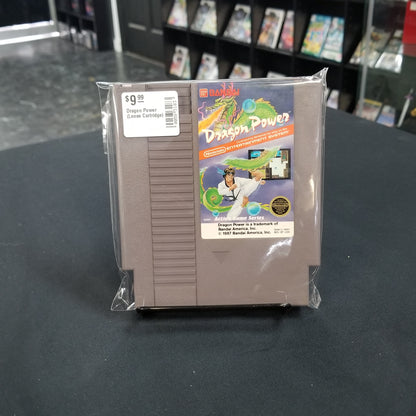 $9.99
Dragon Power
(Loose Cartridge)
BANDAI
Dragon Power
Nintendo ENTERTAINMENT SYSTEM
Action Game Series
Dragon Power is a trademark of
Bandai America, Inc.
© 1987 Bandai America, Inc.